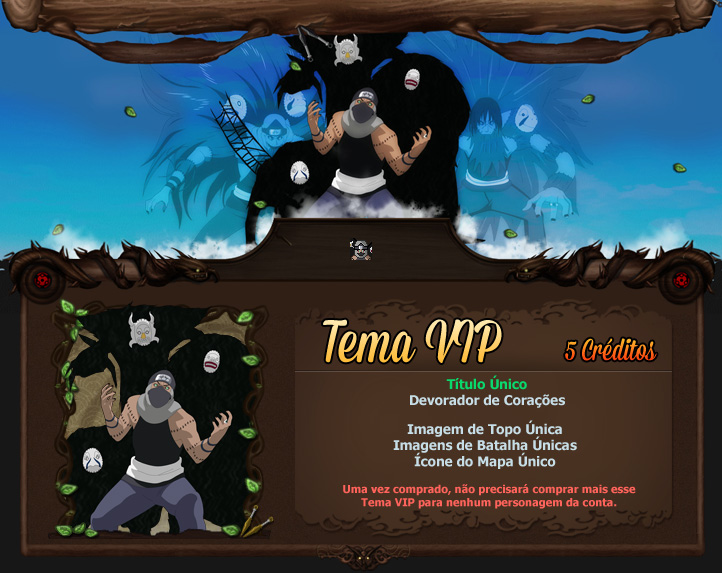 Tema VIP
5 Créditos
Título Único
Devorador de Corações
Imagem de Topo Única
Imagens de Batalha Únicas
Ícone do Mapa Único
Uma vez comprado, não precisará comprar mais esse
Tema VIP para nenhum personagem da conta.